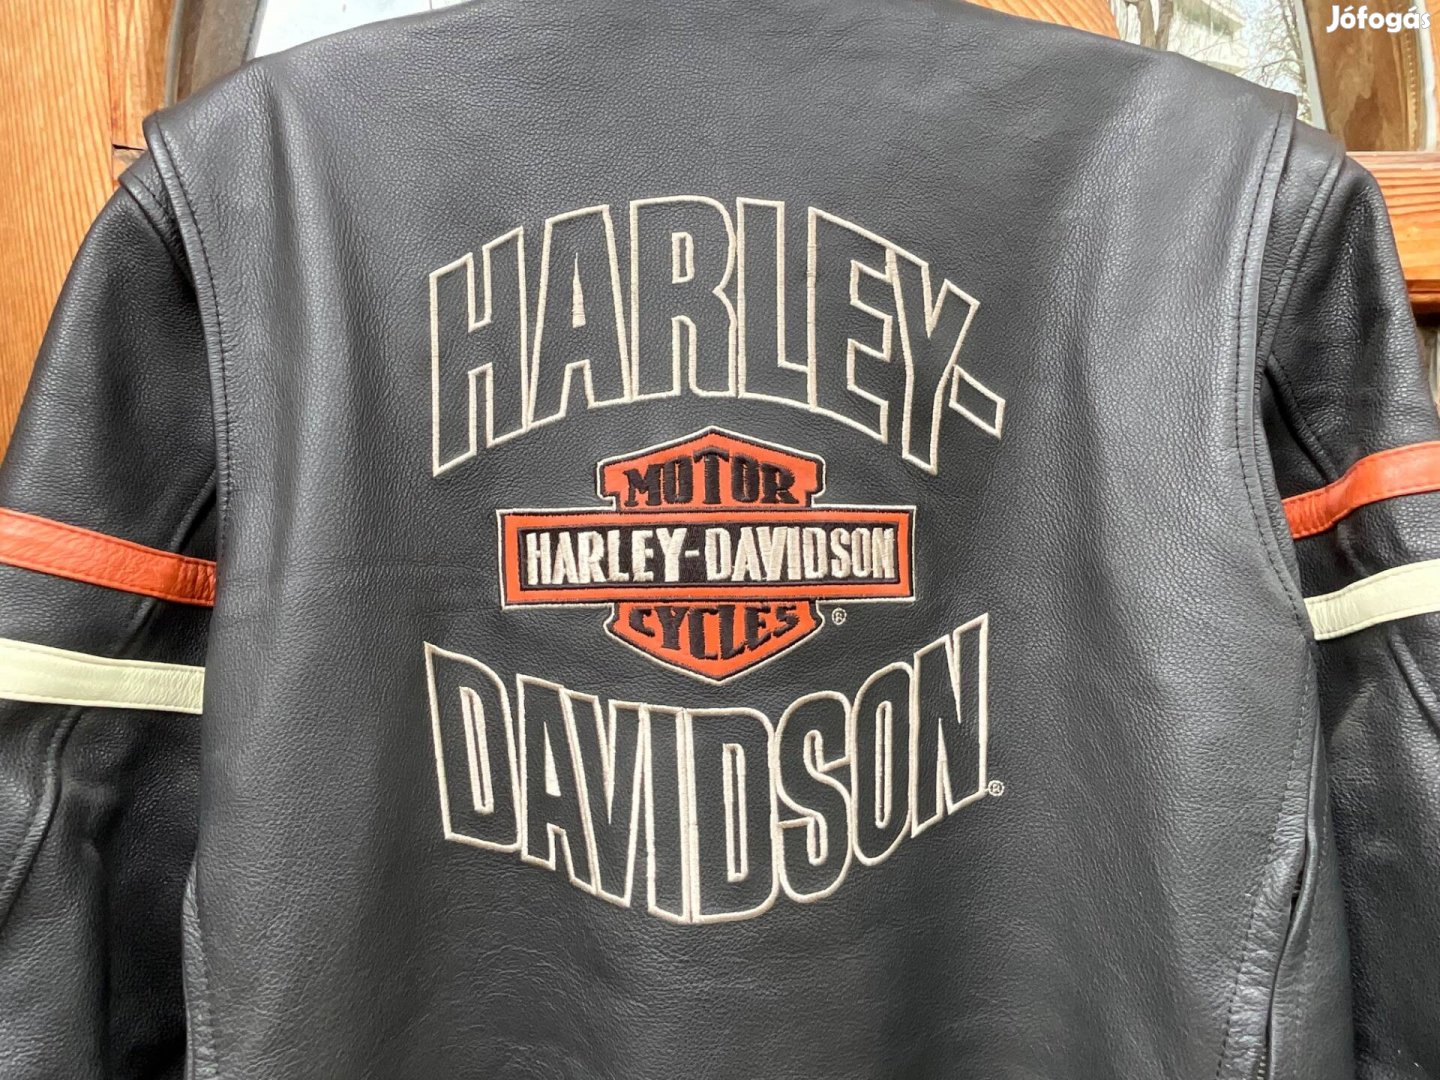 Jófogás
HARLEY-
MOTOR
HARLEY-DAVIDSON
CYCLES ®
DAVIDSON ®